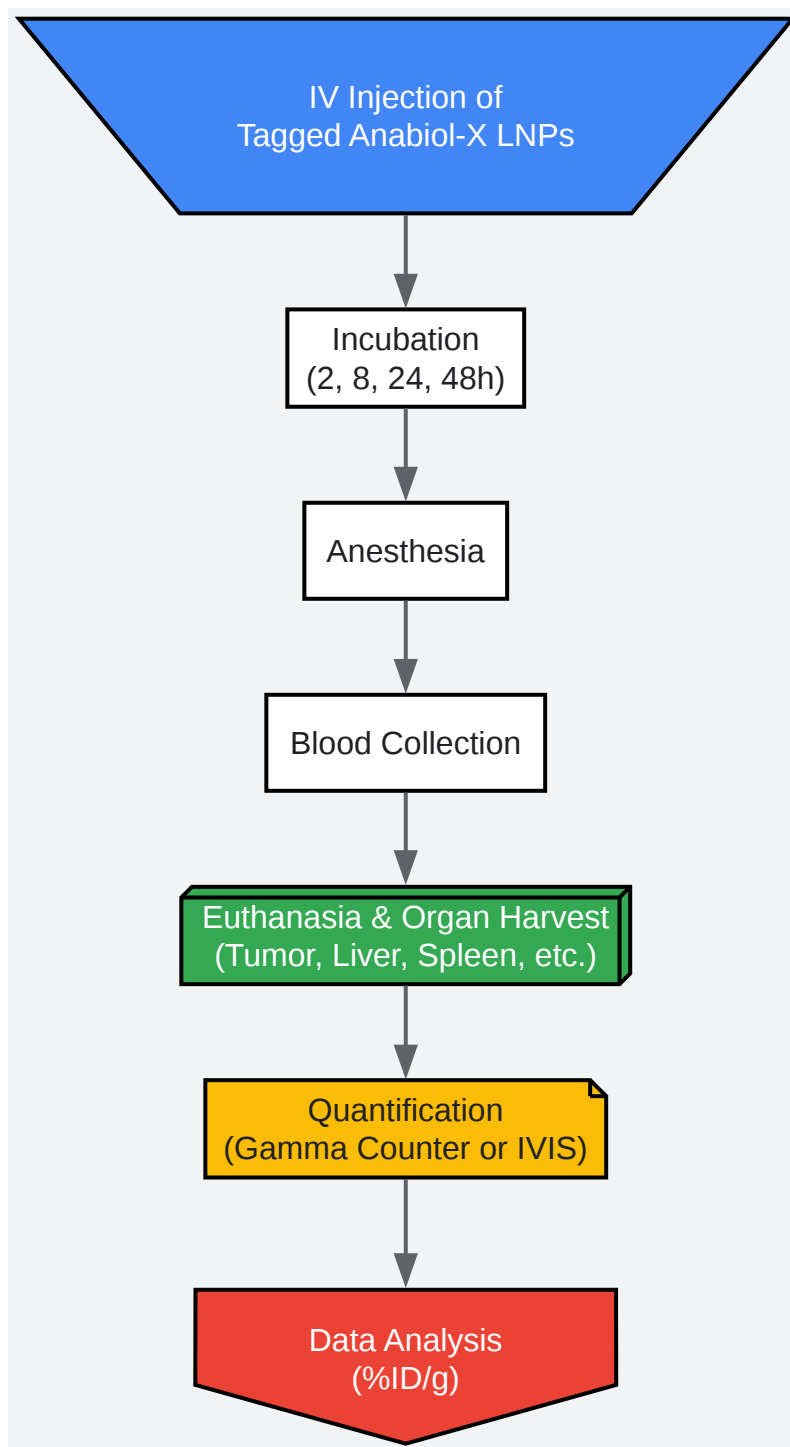 IV Injection of
Tagged Anabiol-X LNPs
Incubation
(2, 8, 24, 48h)
Anesthesia
Blood Collection
Euthanasia & Organ Harvest
(Tumor, Liver, Spleen, etc.)
Quantification
(Gamma Counter or IVIS)
Data Analysis
(%ID/g)